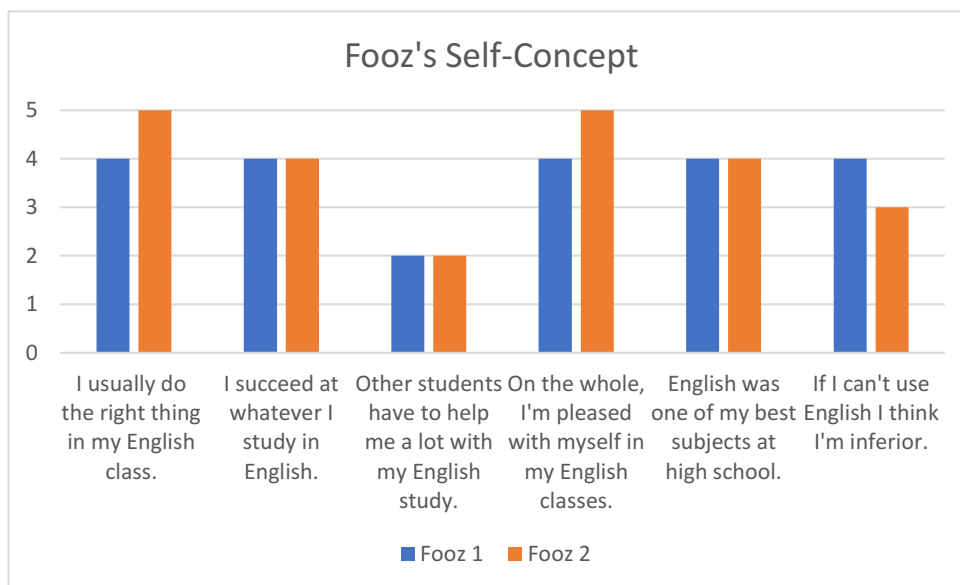 Fooz's Self-Concept
5
4
3
2
1
0
I usually do
the right thing
in my English
class.
I succeed at
whatever I
study in
English.
Other students
have to help
me a lot with
my English
study.
On the whole,
I'm pleased
with myself in
my English
classes.
English was
one of my best
subjects at
high school.
If I can't use
English I think
I'm inferior.
Fooz 1 Fooz 2